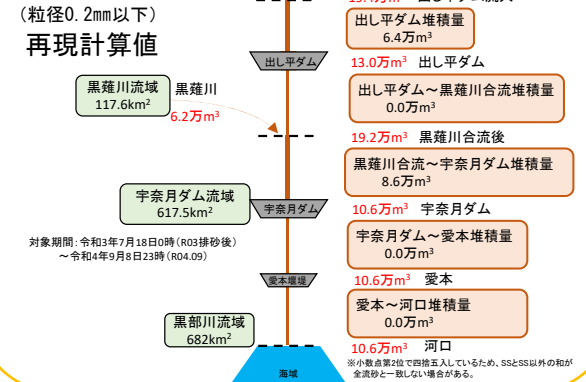 (粒径0.2mm以下)
再現計算値
出し平ダム堆積量
6.4万m³
出し平ダム
13.0万m³ 出し平ダム
黒薙川流域
117.6km²
黒薙川
6.2万m³
出し平ダム～黒薙川合流堆積量
0.0万m³
19.2万m³ 黒薙川合流後
黒薙川合流～宇奈月ダム堆積量
8.6万m³
宇奈月ダム流域
617.5km²
宇奈月ダム
10.6万m³ 宇奈月ダム
対象期間:令和3年7月18日0時(R03排砂後)
～令和4年9月8日23時(R04.09)
宇奈月ダム～愛本堆積量
0.0万m³
愛本堰堤
10.6万m³ 愛本
愛本～河口堆積量
0.0万m³
黒部川流域
682km²
10.6万m³ 河口
海域
※小数点第2位で四捨五入しているため、SSとSS以外の和が
全流砂と一致しない場合がある。